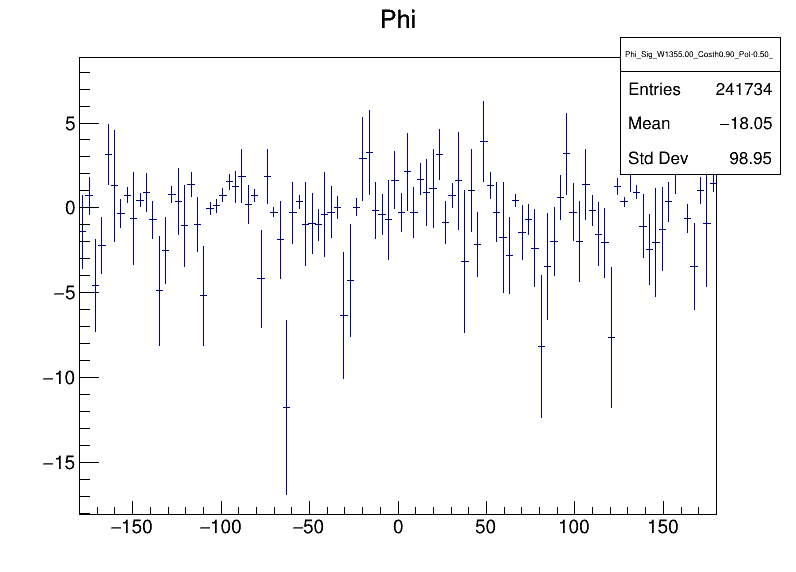 Phi
Phi_Sig_W1355.00_Costh0.90_Pol-0.50_
Entries 241734
Mean −18.05
Std Dev 98.95
5
0
−5
−10
−15
−150 −100 −50 0 50 100 150